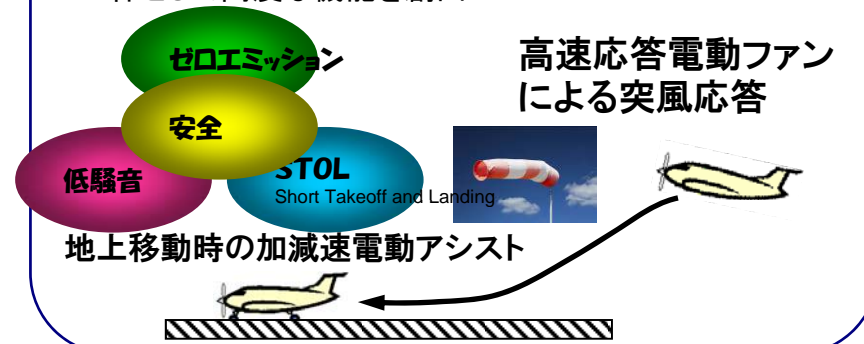 ゼロエミッション
安全
低騒音
STOL
Short Takeoff and Landing
高速応答電動ファン
による突風応答
地上移動時の加減速電動アシスト